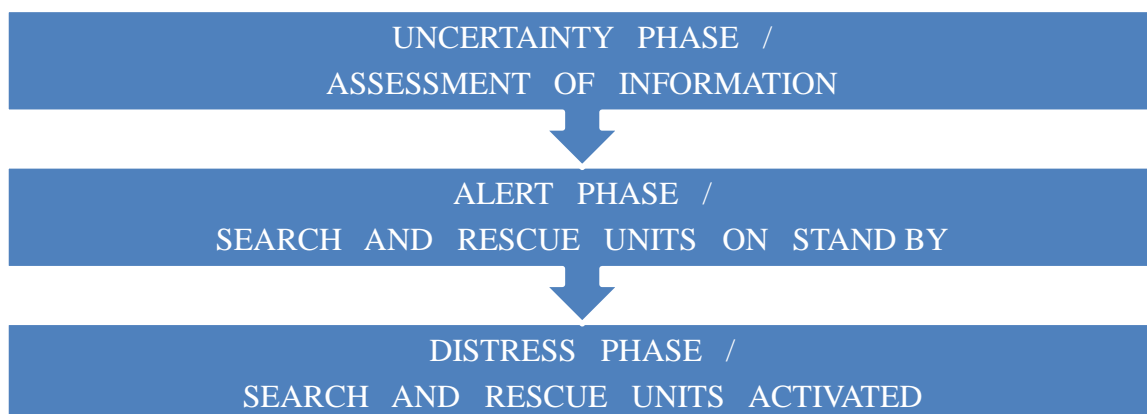 UNCERTAINTY PHASE /
ASSESSMENT OF INFORMATION
ALERT PHASE /
SEARCH AND RESCUE UNITS ON STAND BY
DISTRESS PHASE /
SEARCH AND RESCUE UNITS ACTIVATED